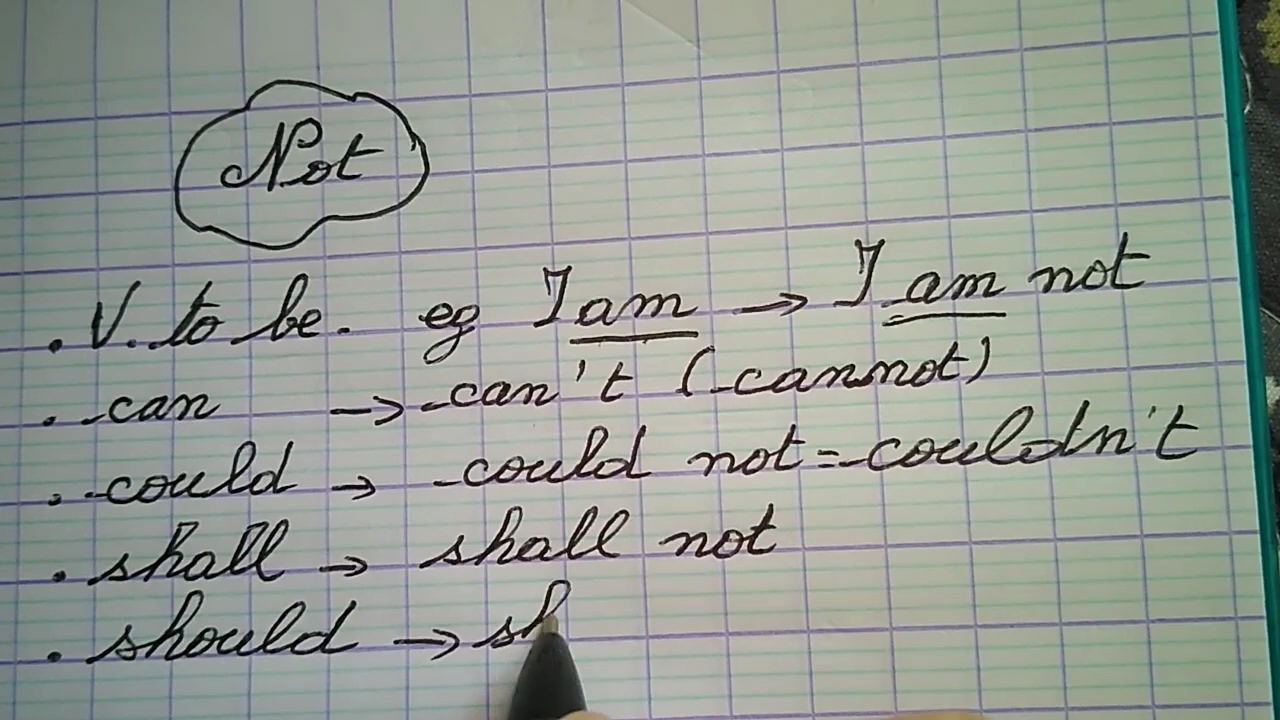 Not
. V. to be. eg I am → I am not
. can → can't (cannot)
. could → could not = couldn't
. shall → shall not
. should → sh